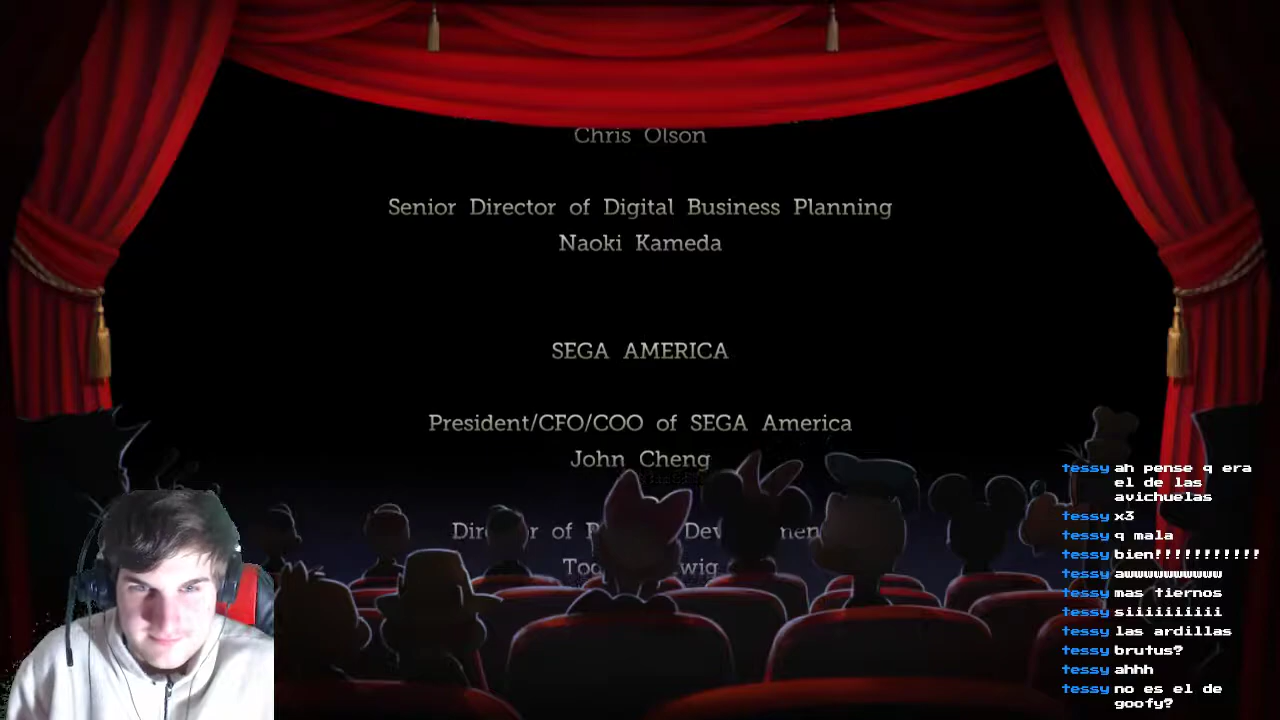 Chris Olson
Senior Director of Digital Business Planning
Naoki Kameda
SEGA AMERICA
President/CFO/COO of SEGA America
John Cheng
of
tessy ah pense q era
el de las
avichuelas
tessy x3
tessy q mala
tessy bien!!!!!!!!!!!
tessy awwwwwwwwww
tessy mas tiernos
tessy siiiiiiiiii
tessy las ardillas
tessy brutus?
tessy ahhh
tessy no es el de
goofy?